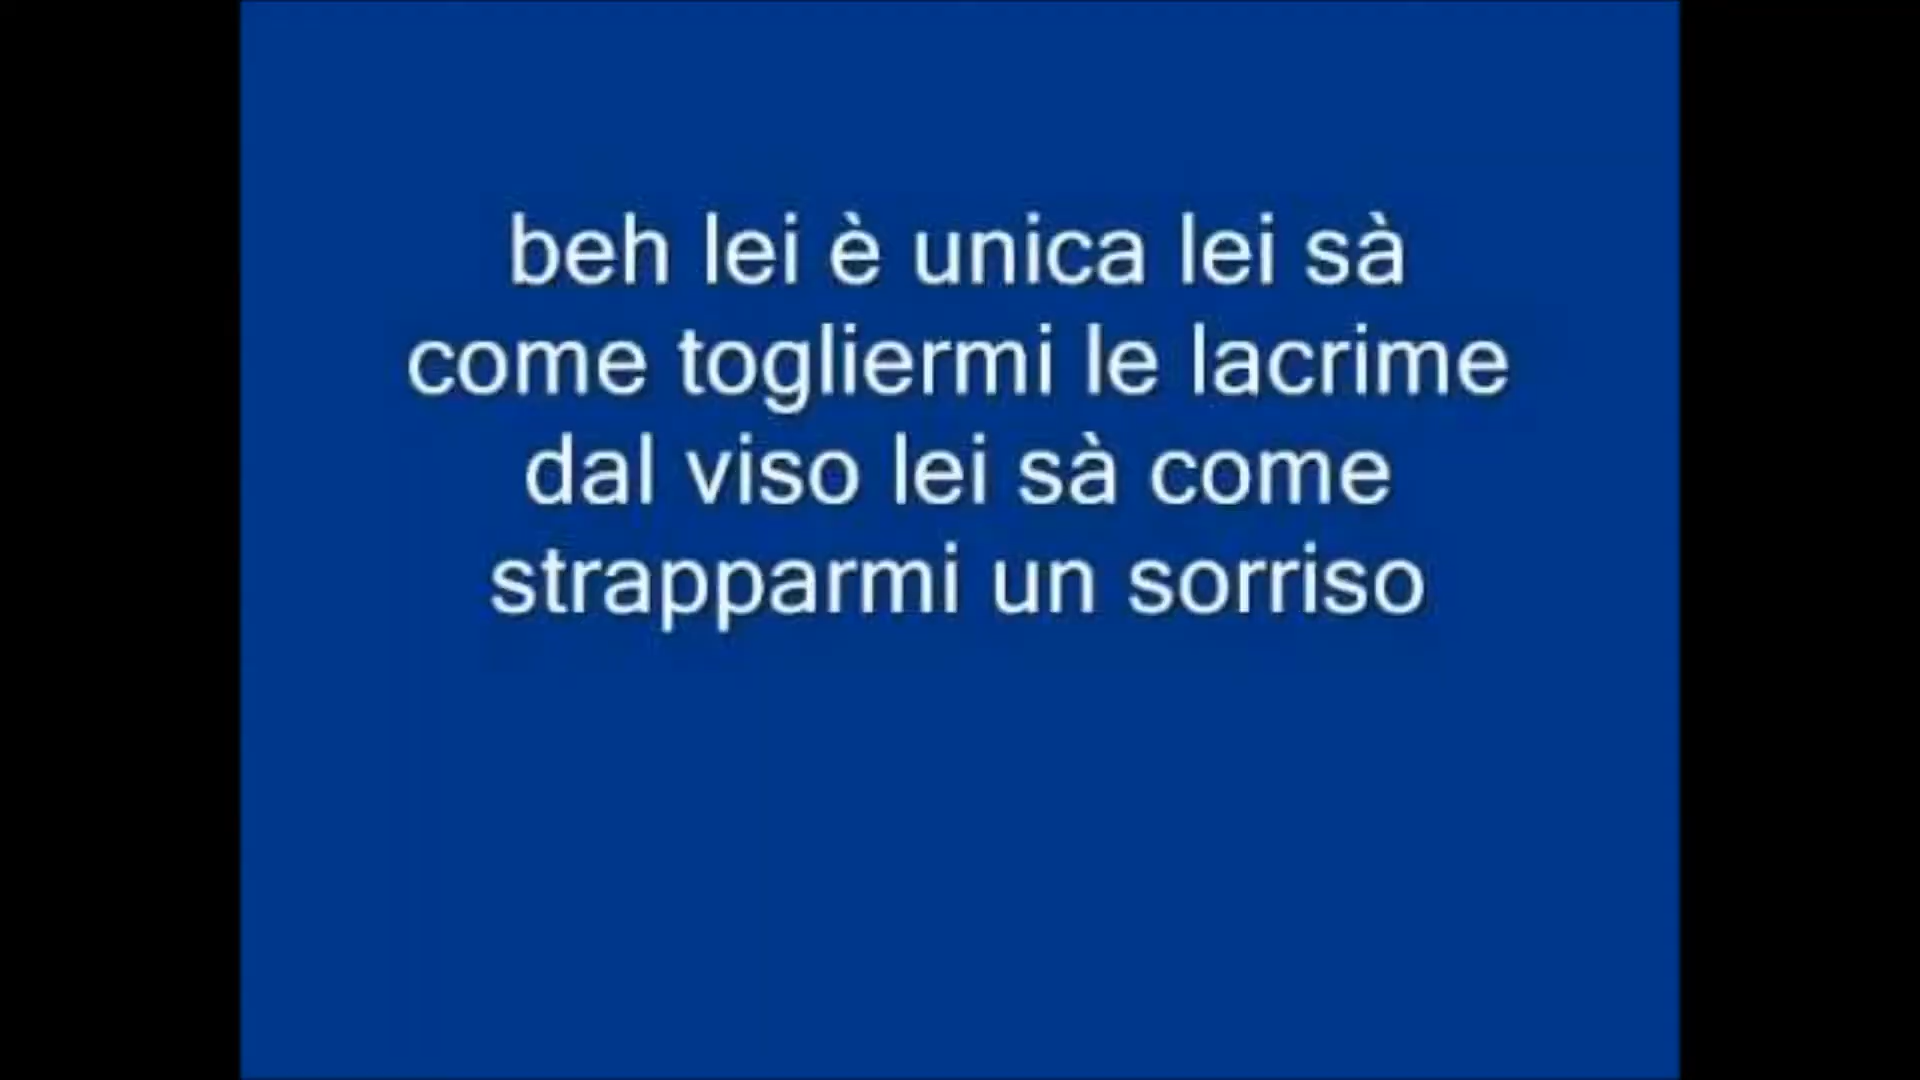 beh lei è unica lei sà
come togliermi le lacrime
dal viso lei sà come
strapparmi un sorriso